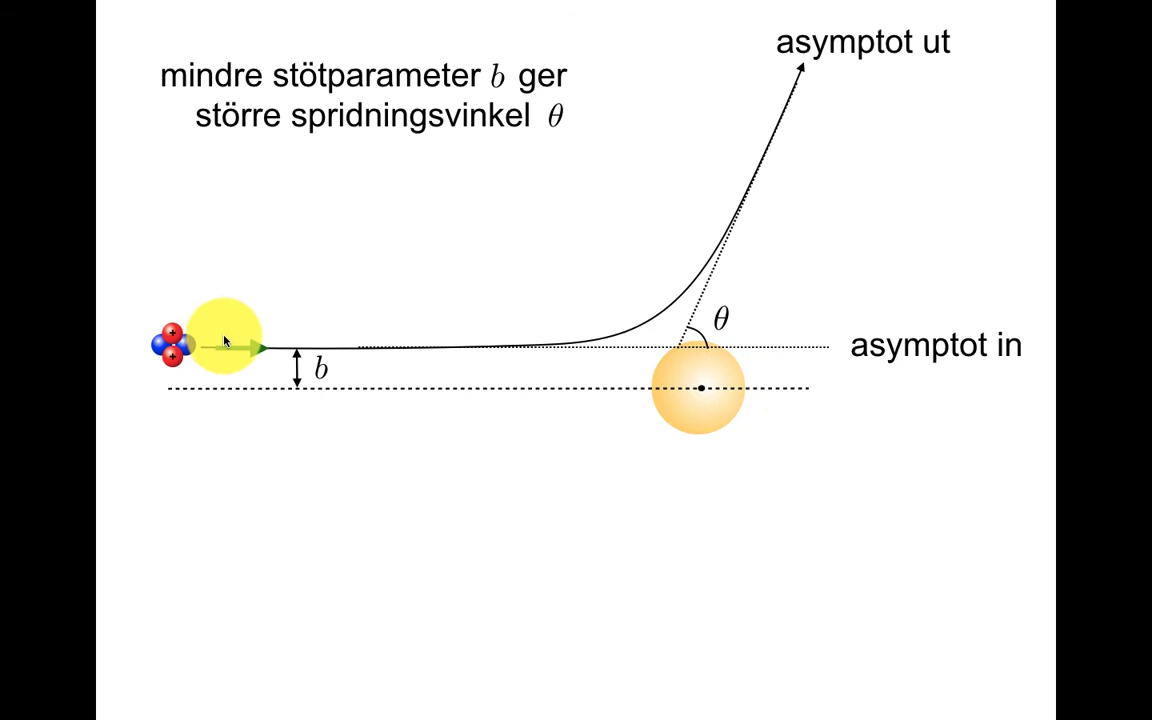 asymptot ut
mindre stötparameter b ger
större spridningsvinkel θ
θ
asymptot in
b
+
+